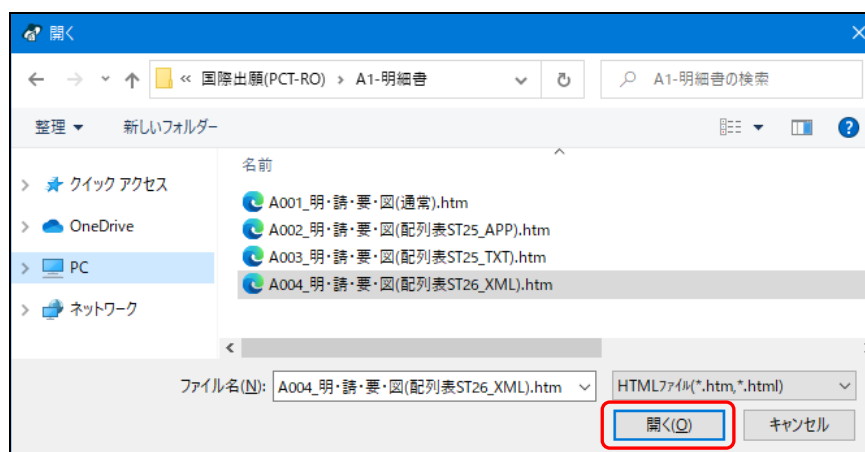 開く
« 国際出願(PCT-RO) › A1-明細書
A1-明細書の検索
整理
新しいフォルダー
名前
クイック アクセス
OneDrive
PC
ネットワーク
A001_明・請・要・図(通常).htm
A002_明・請・要・図(配列表ST25_APP).htm
A003_明・請・要・図(配列表ST25_TXT).htm
A004_明・請・要・図(配列表ST26_XML).htm
ファイル名(N): A004_明・請・要・図(配列表ST26_XML).htm
HTMLファイル(*.htm,*.html)
開く(O)
キャンセル